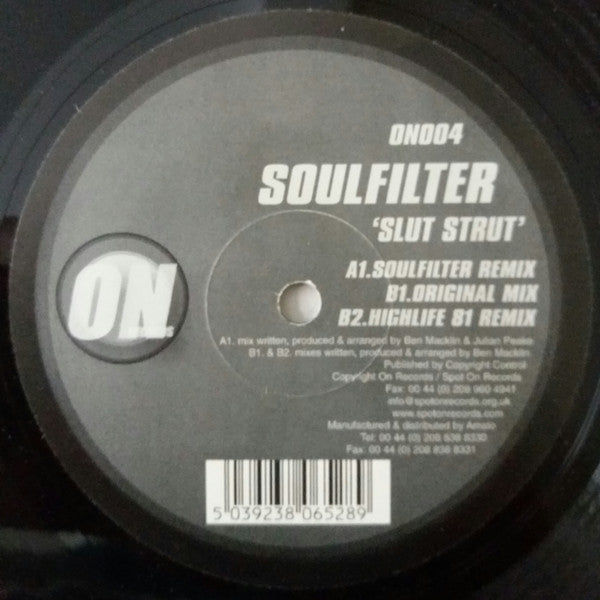 ON004
SOULFILTER
'SLUT STRUT'
A1.SOULFILTER REMIX
B1.ORIGINAL MIX
B2.HIGHLIFE 81 REMIX
ON
RECORDS
A1. mix written, produced & arranged by Ben Macklin & Julian Peake
B1. & B2. mixes written, produced & arranged by Ben Macklin
Published by Copyright Control
Copyright On Records / Spot On Records
Fax: 00 44 (0) 208 960 4941
info@spotonrecords.org.uk
www.spotonrecords.com
Manufactured & distributed by Amato
Tel: 00 44 (0) 208 838 8330
Fax: 00 44 (0) 208 838 8331
5 039238 065289